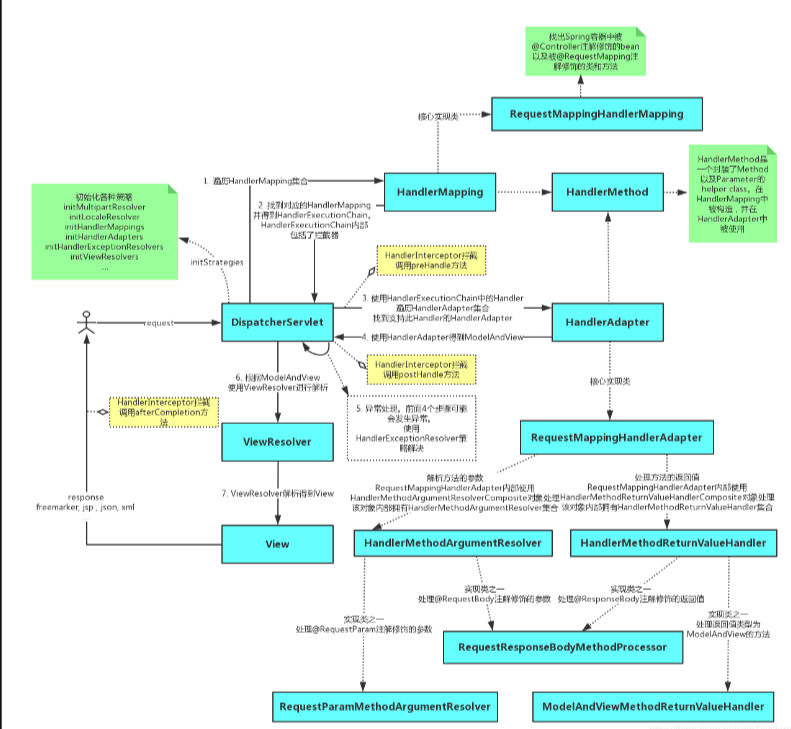 找出Spring容器中被
@Controller注解修饰的bean
以及被@RequestMapping注
解修饰的类和方法
RequestMappingHandlerMapping
核心实现类
HandlerMethod是
一个封装了Method
以及Parameter的
helper class。在
HandlerMapping中
被构造，并在
HandlerAdapter中
被使用
1. 遍历HandlerMapping集合
HandlerMapping
HandlerMethod
初始化各种策略
initMultipartResolver
initLocaleResolver
initHandlerMappings
initHandlerAdapters
initHandlerExceptionResolvers
initViewResolvers
...
2. 找到对应的HandlerMapping
并得到HandlerExecutionChain。
HandlerExecutionChain内部
包括了拦截器
initStrategies
HandlerInterceptor拦截
调用preHandle方法
3. 使用HandlerExecutionChain中的Handler
遍历HandlerAdapter集合
找到支持此Handler的HandlerAdapter
request
DispatcherServlet
HandlerAdapter
4. 使用HandlerAdapter得到ModelAndView
HandlerInterceptor拦截
调用postHandle方法
6. 根据ModelAndView
使用ViewResolver进行解析
核心实现类
HandlerInterceptor拦截
调用afterCompletion方
法
5. 异常处理。前面4个步骤可能
会发生异常。
使用
HandlerExceptionResolver策
略解决
ViewResolver
RequestMappingHandlerAdapter
解析方法的参数
RequestMappingHandlerAdapter内部使用
HandlerMethodArgumentResolverComposite对象处理
该对象内部拥有HandlerMethodArgumentResolver集合
处理方法的返回值
RequestMappingHandlerAdapter内部使用
HandlerMethodReturnValueHandlerComposite对象处理
该对象内部拥有HandlerMethodReturnValueHandler集合
7. ViewResolver解析得到View
response
freemarker, jsp , json, xml
View
HandlerMethodArgumentResolver
HandlerMethodReturnValueHandler
实现类之一
处理@RequestBody注解修饰的参数
实现类之一
处理@ResponseBody注解修饰的返回值
实现类之一
处理@RequestParam注解修饰的参数
实现类之一
处理返回值类型为
ModelAndView的方法
RequestResponseBodyMethodProcessor
RequestParamMethodArgumentResolver
ModelAndViewMethodReturnValueHandler